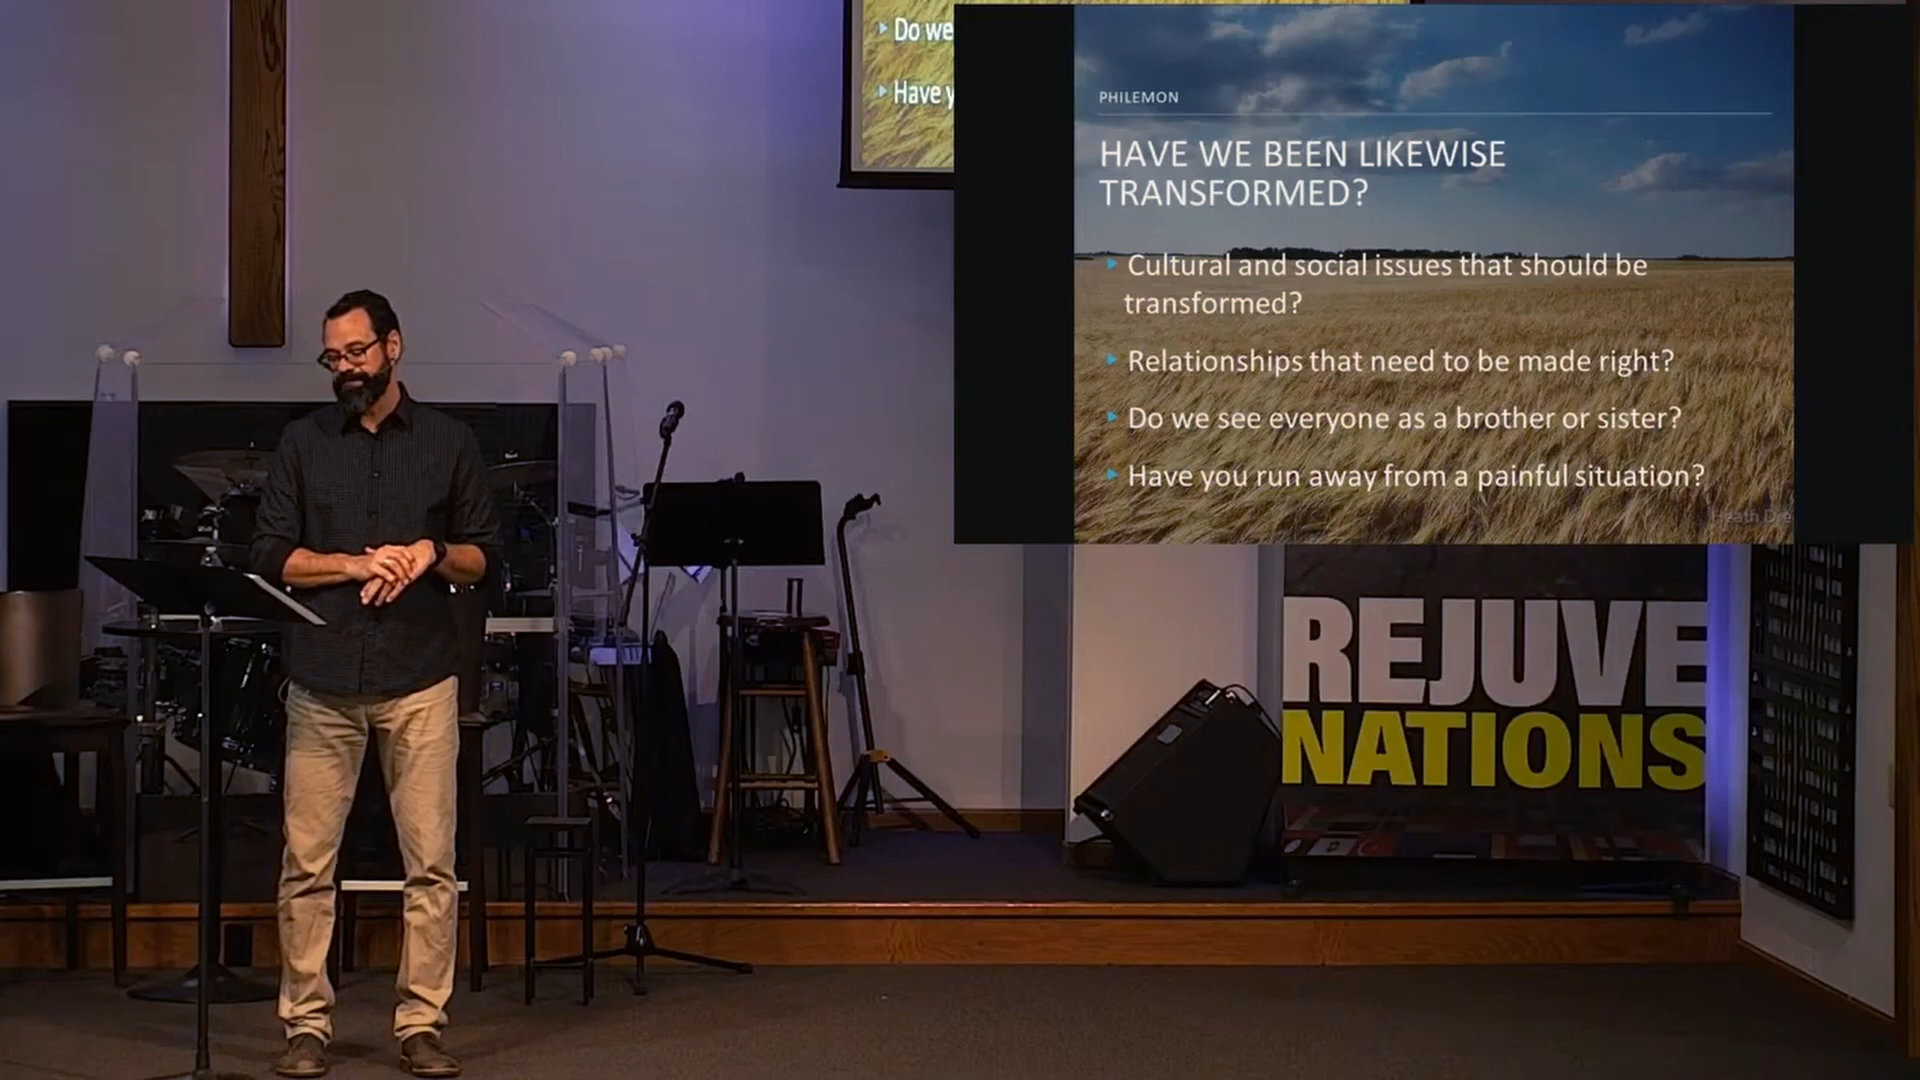 Do we
Have y
PHILEMON
HAVE WE BEEN LIKEWISE
TRANSFORMED?
Cultural and social issues that should be
transformed?
Relationships that need to be made right?
Do we see everyone as a brother or sister?
Have you run away from a painful situation?
Heath Dre
REJUVE
NATIONS